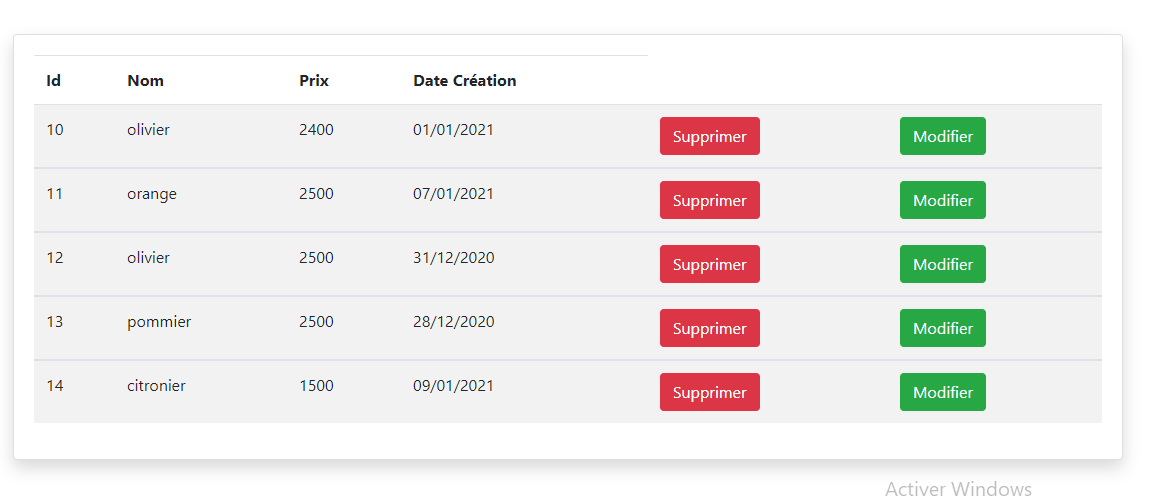 Id Nom Prix Date Création
10 olivier 2400 01/01/2021 Supprimer Modifier
11 orange 2500 07/01/2021 Supprimer Modifier
12 olivier 2500 31/12/2020 Supprimer Modifier
13 pommier 2500 28/12/2020 Supprimer Modifier
14 citronier 1500 09/01/2021 Supprimer Modifier
Activer Windows